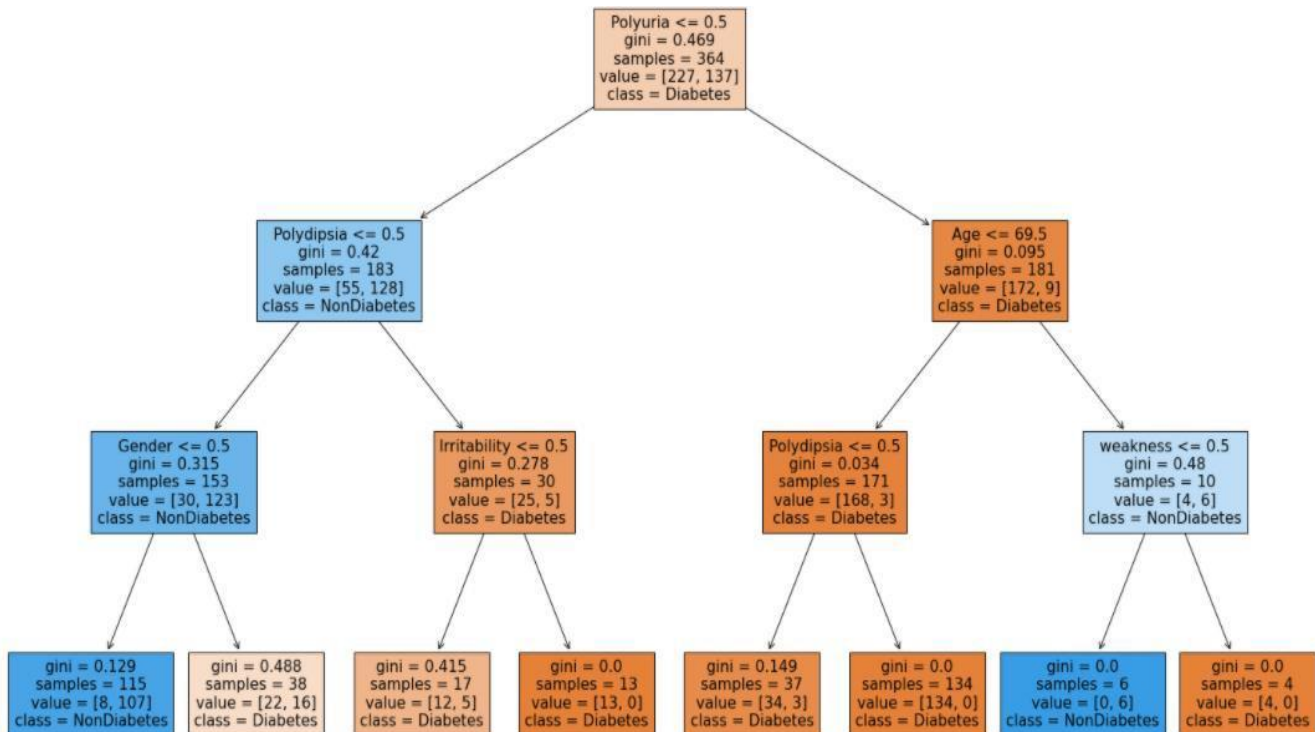 Polyuria <= 0.5
gini = 0.469
samples = 364
value = [227, 137]
class = Diabetes
Polydipsia <= 0.5
gini = 0.42
samples = 183
value = [55, 128]
class = NonDiabetes
Age <= 69.5
gini = 0.095
samples = 181
value = [172, 9]
class = Diabetes
Gender <= 0.5
gini = 0.315
samples = 153
value = [30, 123]
class = NonDiabetes
Irritability <= 0.5
gini = 0.278
samples = 30
value = [25, 5]
class = Diabetes
Polydipsia <= 0.5
gini = 0.034
samples = 171
value = [168, 3]
class = Diabetes
weakness <= 0.5
gini = 0.48
samples = 10
value = [4, 6]
class = NonDiabetes
gini = 0.129
samples = 115
value = [8, 107]
class = NonDiabetes
gini = 0.488
samples = 38
value = [22, 16]
class = Diabetes
gini = 0.415
samples = 17
value = [12, 5]
class = Diabetes
gini = 0.0
samples = 13
value = [13, 0]
class = Diabetes
gini = 0.149
samples = 37
value = [34, 3]
class = Diabetes
gini = 0.0
samples = 134
value = [134, 0]
class = Diabetes
gini = 0.0
samples = 6
value = [0, 6]
class = NonDiabetes
gini = 0.0
samples = 4
value = [4, 0]
class = Diabetes